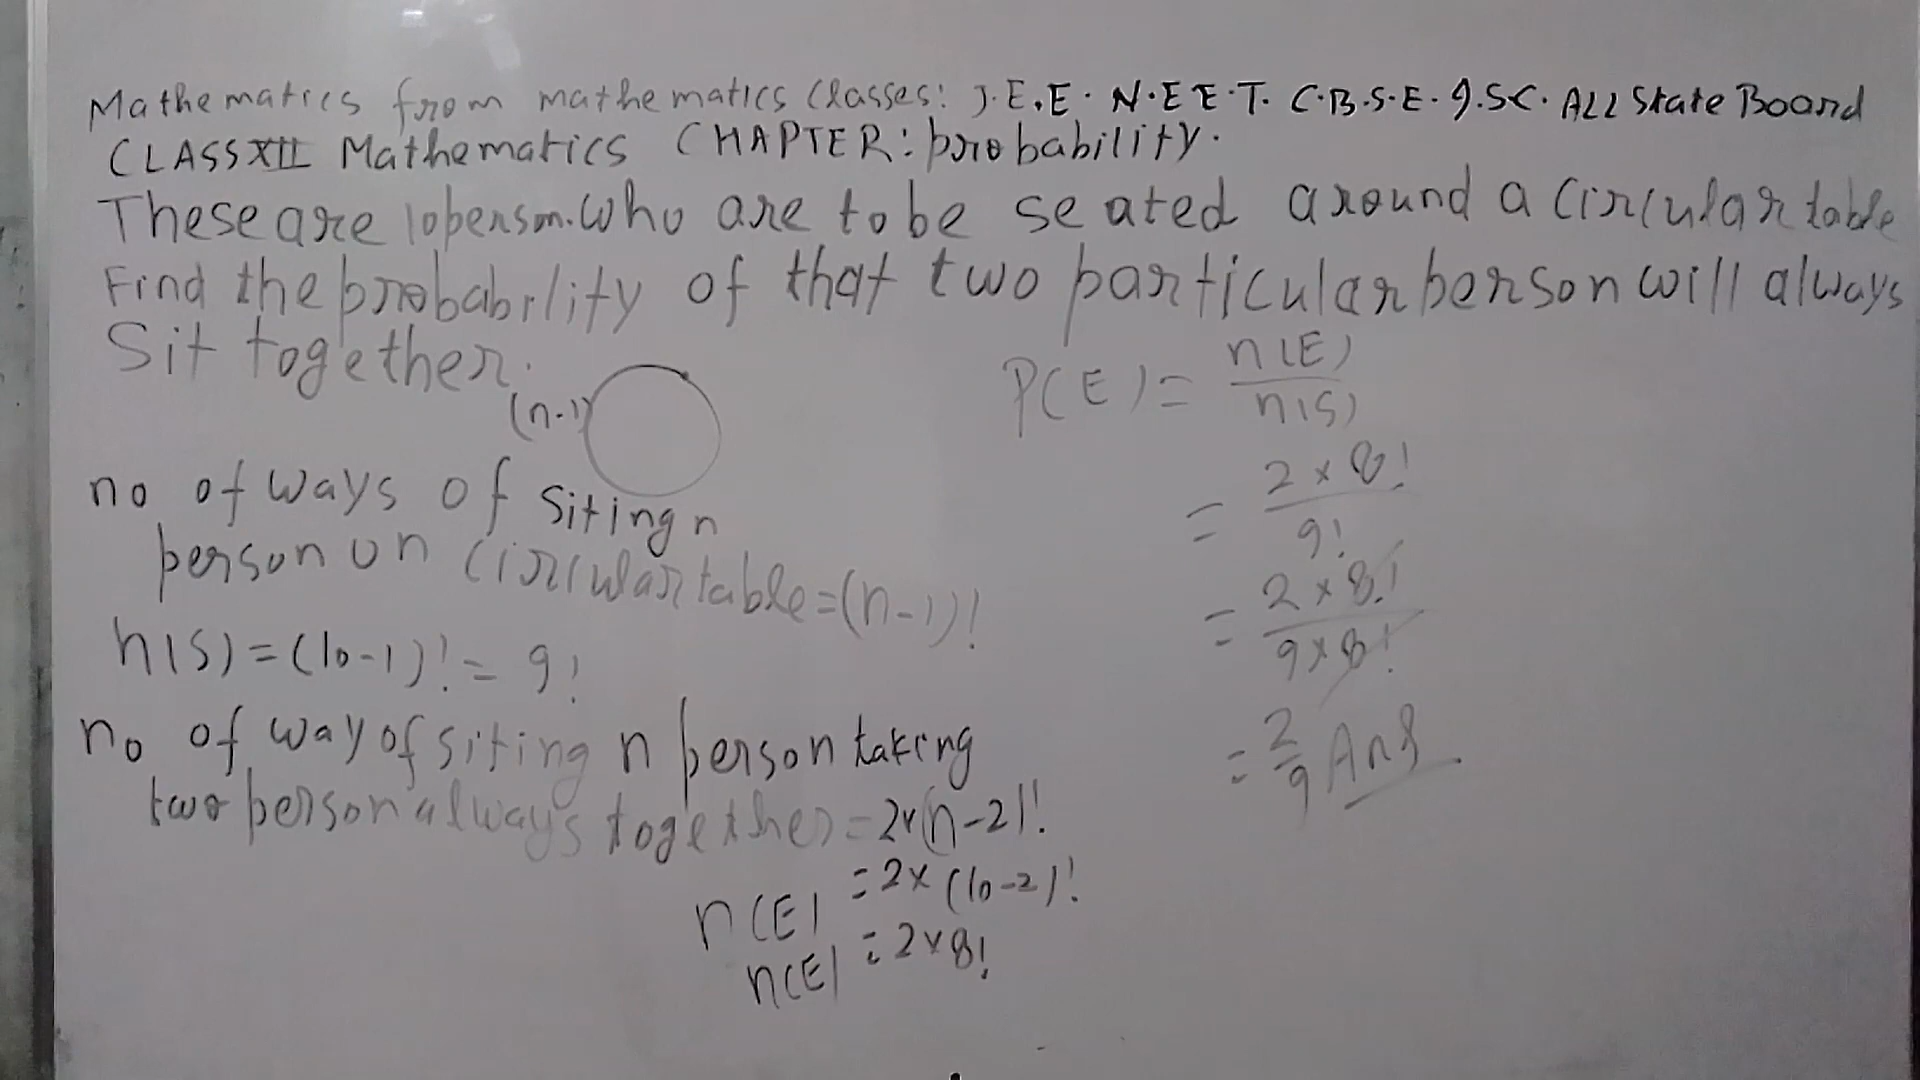 Mathematics from mathematics classes: J.E.E. N.E.E.T. C.B.S.E. I.SC. ALL State Board
CLASS XII Mathematics CHAPTER: probability.
These are 10 person. who are to be seated around a circular table
Find the probability of that two particular person will always
Sit together.
(n-1)
no of ways of siting n
person on circular table = (n-1)!
n(S) = (10-1)! = 9!
no of way of siting n person taking
two person always together = 2×(n-2)!
n(E) = 2× (10-2)!
n(E) = 2×8!
P(E) = n(E)/n(S)
= 2×8!/9!
= 2×8!/9×8!
= 2/9 Ans